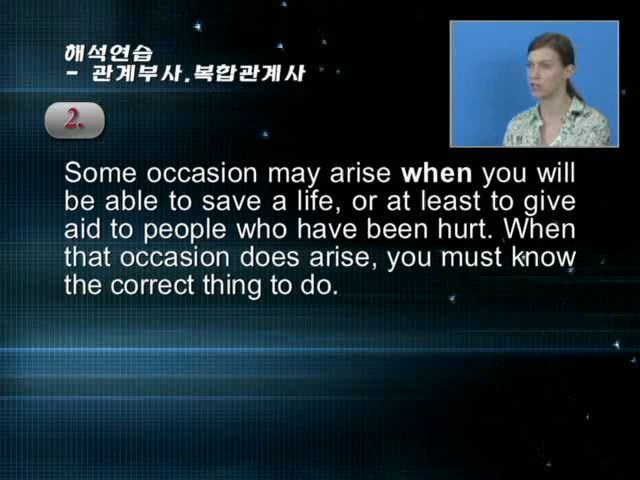 해석연습
- 관계부사.복합관계사
2.
Some occasion may arise when you will
be able to save a life, or at least to give
aid to people who have been hurt. When
that occasion does arise, you must know
the correct thing to do.